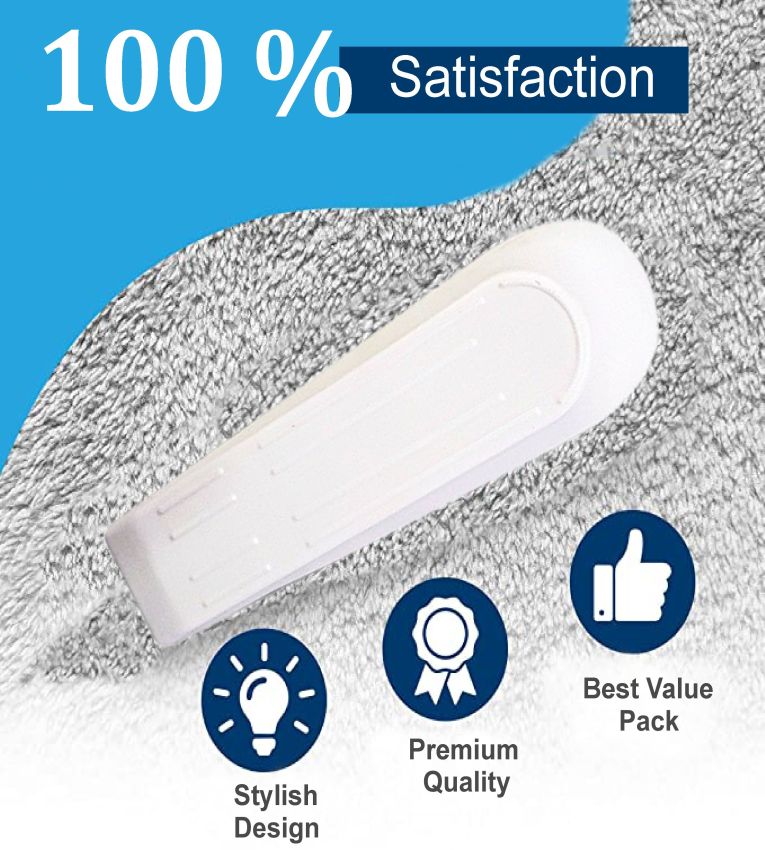 100 % Satisfaction
Best Value
Pack
Premium
Quality
Stylish
Design